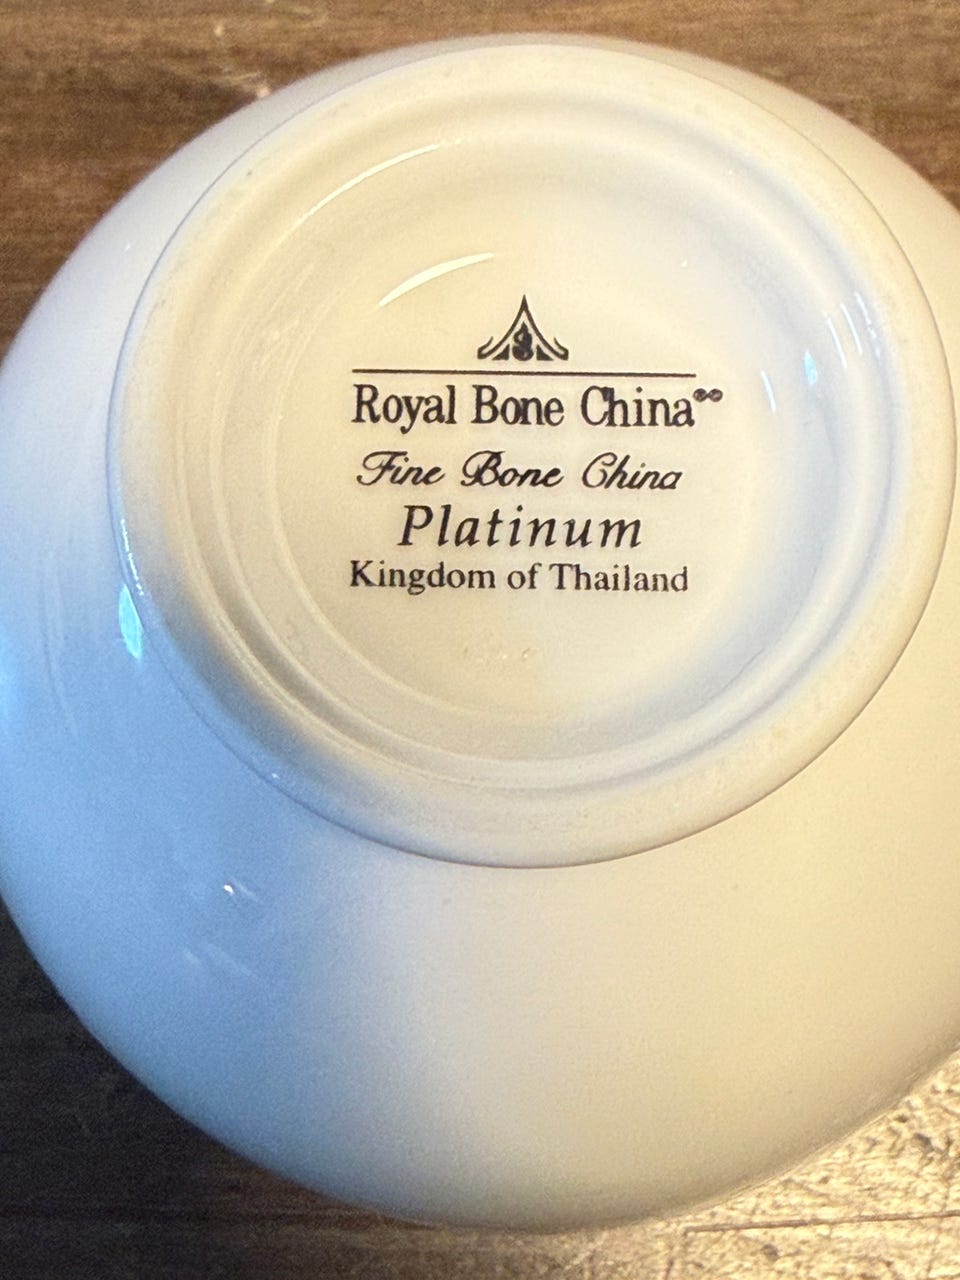 Royal Bone China
Fine Bone China
Platinum
Kingdom of Thailand